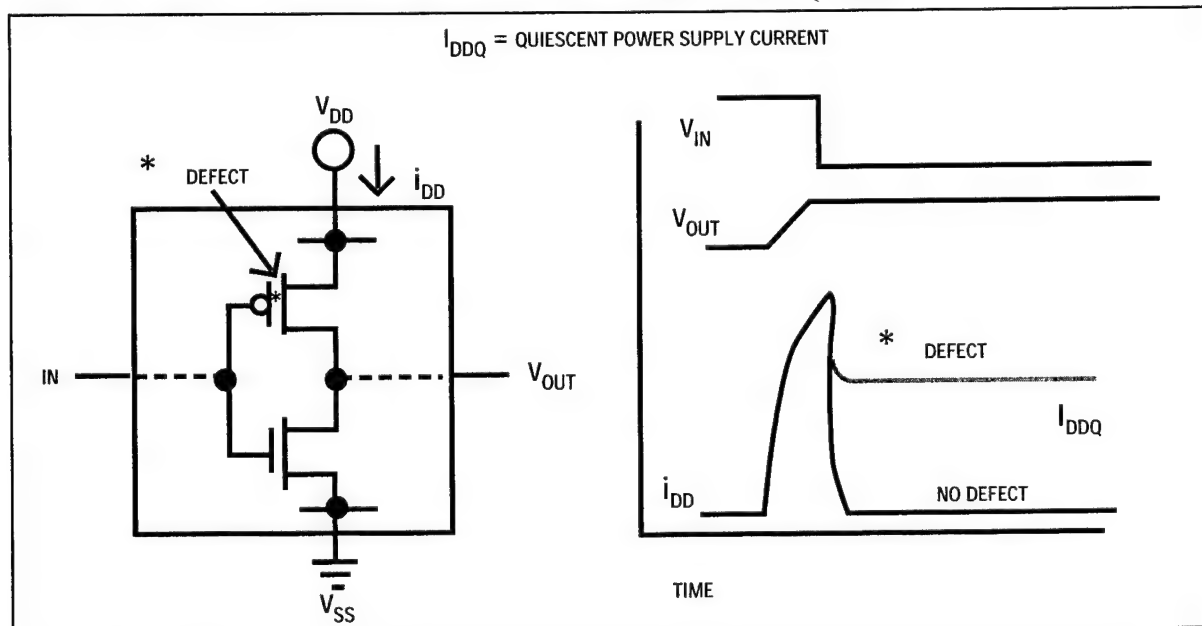 I_DDQ = QUIESCENT POWER SUPPLY CURRENT
V_DD
*
DEFECT
i_DD
*
IN
V_OUT
V_SS
V_IN
V_OUT
*
DEFECT
I_DDQ
i_DD
NO DEFECT
TIME